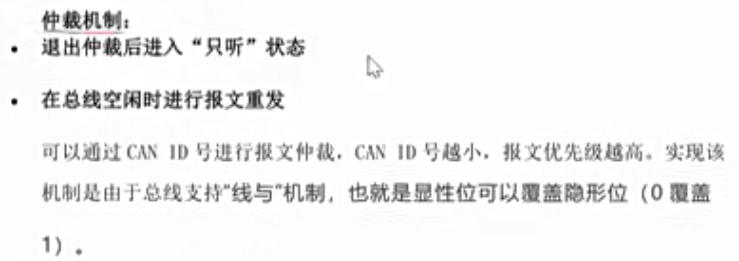 仲裁机制：
• 退出仲裁后进入“只听”状态
• 在总线空闲时进行报文重发
可以通过 CAN ID 号进行报文仲裁，CAN ID 号越小，报文优先级越高。实现该
机制是由于总线支持“线与”机制，也就是显性位可以覆盖隐形位（0 覆盖
1）。